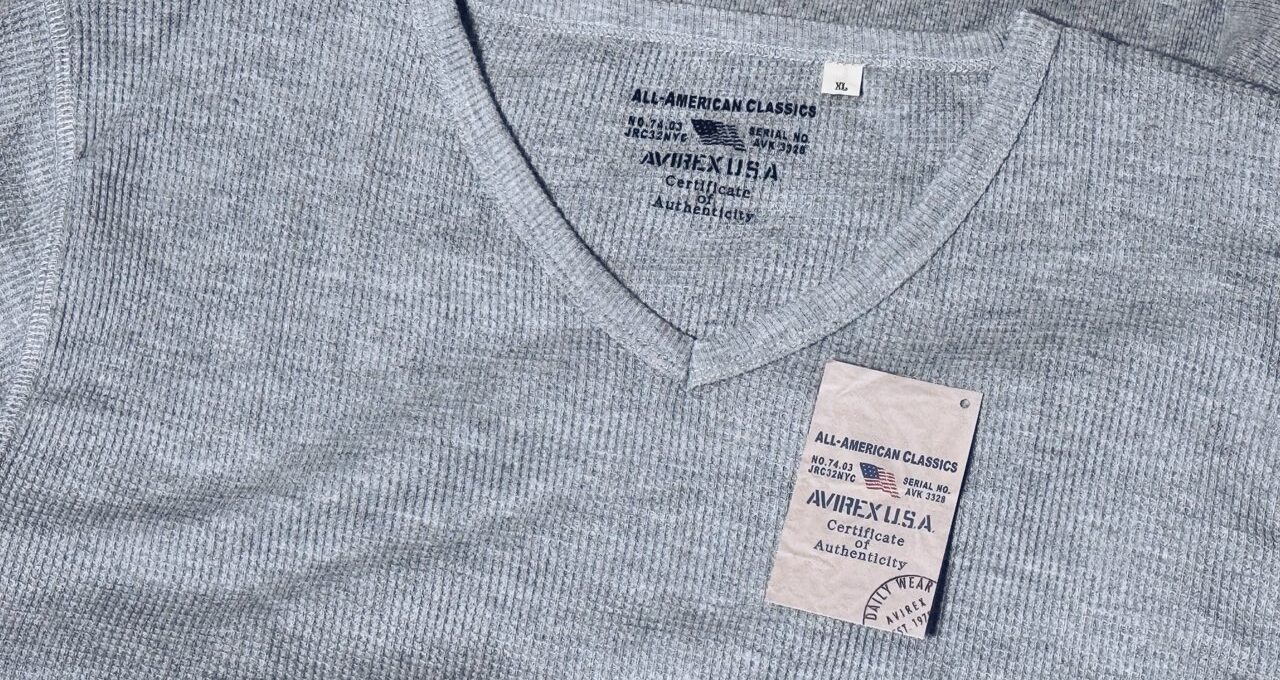 XL
ALL-AMERICAN CLASSICS
NO.74.03
JRC32NYC
SERIAL NO
AVK 3328
AVIREX U.S.A
Certificate
of
Authenticity
ALL-AMERICAN CLASSICS
NO.74.03
JRC32NYC
SERIAL NO.
AVK 3328
AVIREX U.S.A.
Certificate
of
Authenticity
DAILY WEAR
AVIREX